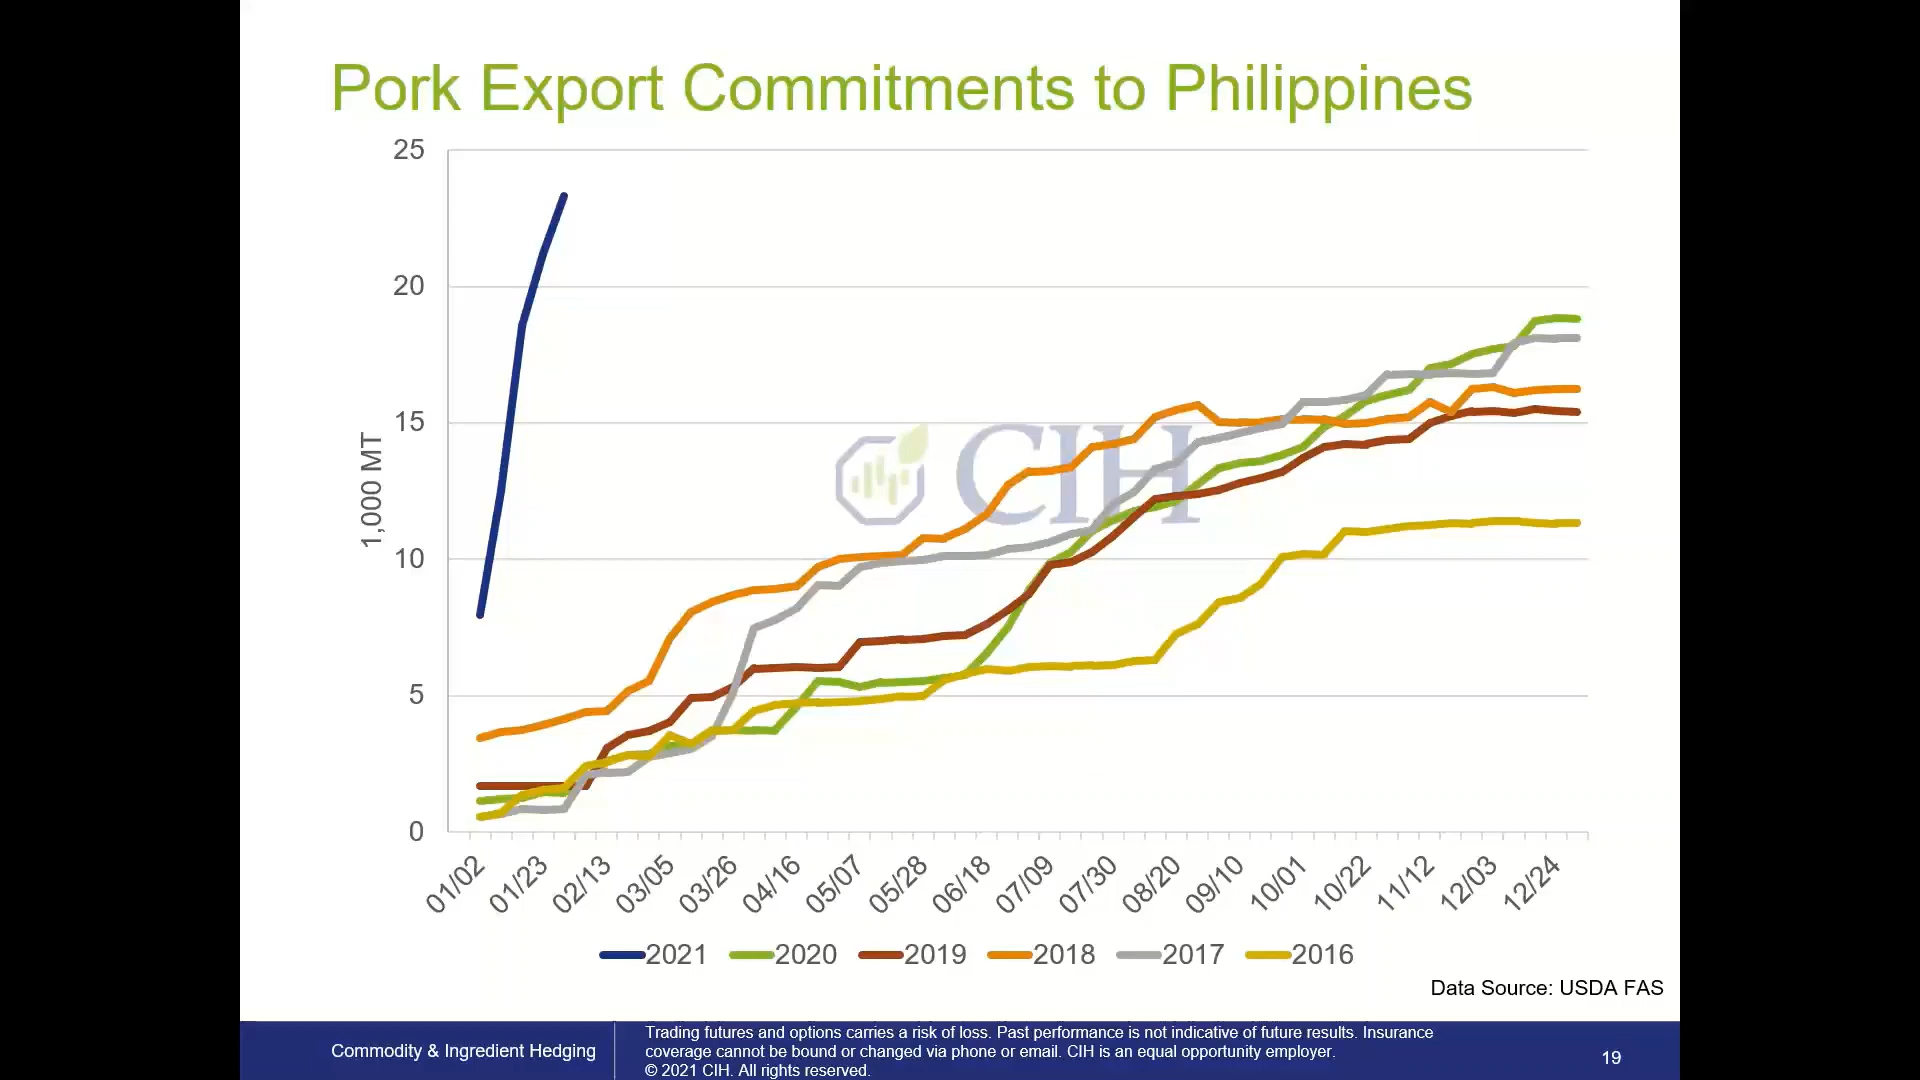 Pork Export Commitments to Philippines
25
20
15
10
5
0
1,000 MT
CIH
01/02 01/23 02/13 03/05 03/26 04/16 05/07 05/28 06/18 07/09 07/30 08/20 09/10 10/01 10/22 11/12 12/03 12/24
2021 2020 2019 2018 2017 2016
Data Source: USDA FAS
Commodity & Ingredient Hedging
Trading futures and options carries a risk of loss. Past performance is not indicative of future results. Insurance
coverage cannot be bound or changed via phone or email. CIH is an equal opportunity employer.
© 2021 CIH. All rights reserved.
19